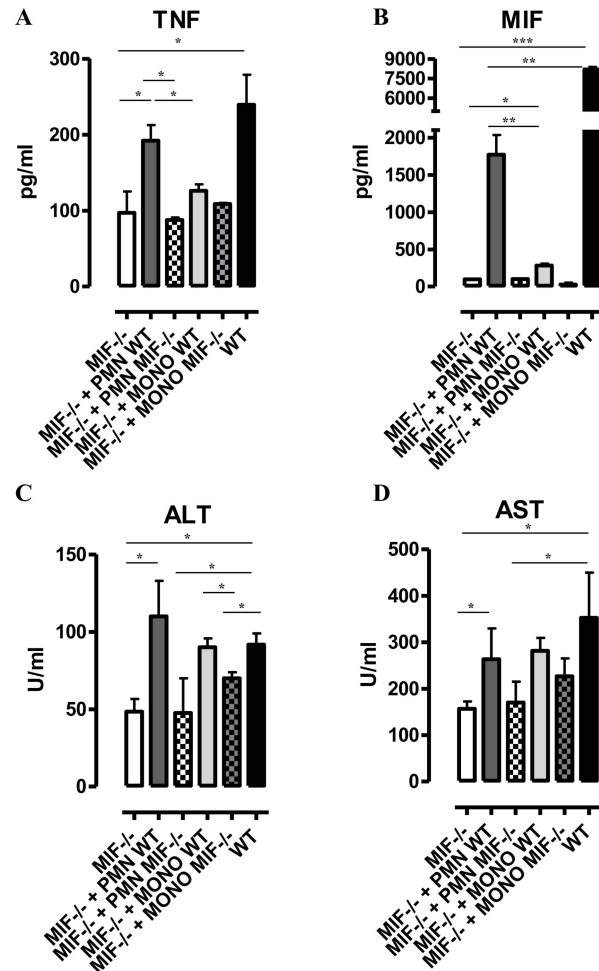 A
TNF
*
*
*
*
300
200
100
0
pg/ml
MIF-/-
MIF-/- + PMN WT
MIF-/- + PMN MIF-/-
MIF-/- + MONO WT
MIF-/- + MONO MIF-/-
WT
B
MIF
***
**
*
**
9000
7500
6000
2000
1500
1000
500
0
pg/ml
MIF-/-
MIF-/- + PMN WT
MIF-/- + PMN MIF-/-
MIF-/- + MONO WT
MIF-/- + MONO MIF-/-
WT
C
ALT
*
*
*
*
*
150
100
50
0
U/ml
MIF-/-
MIF-/- + PMN WT
MIF-/- + PMN MIF-/-
MIF-/- + MONO WT
MIF-/- + MONO MIF-/-
WT
D
AST
*
*
*
500
400
300
200
100
0
U/ml
MIF-/-
MIF-/- + PMN WT
MIF-/- + PMN MIF-/-
MIF-/- + MONO WT
MIF-/- + MONO MIF-/-
WT